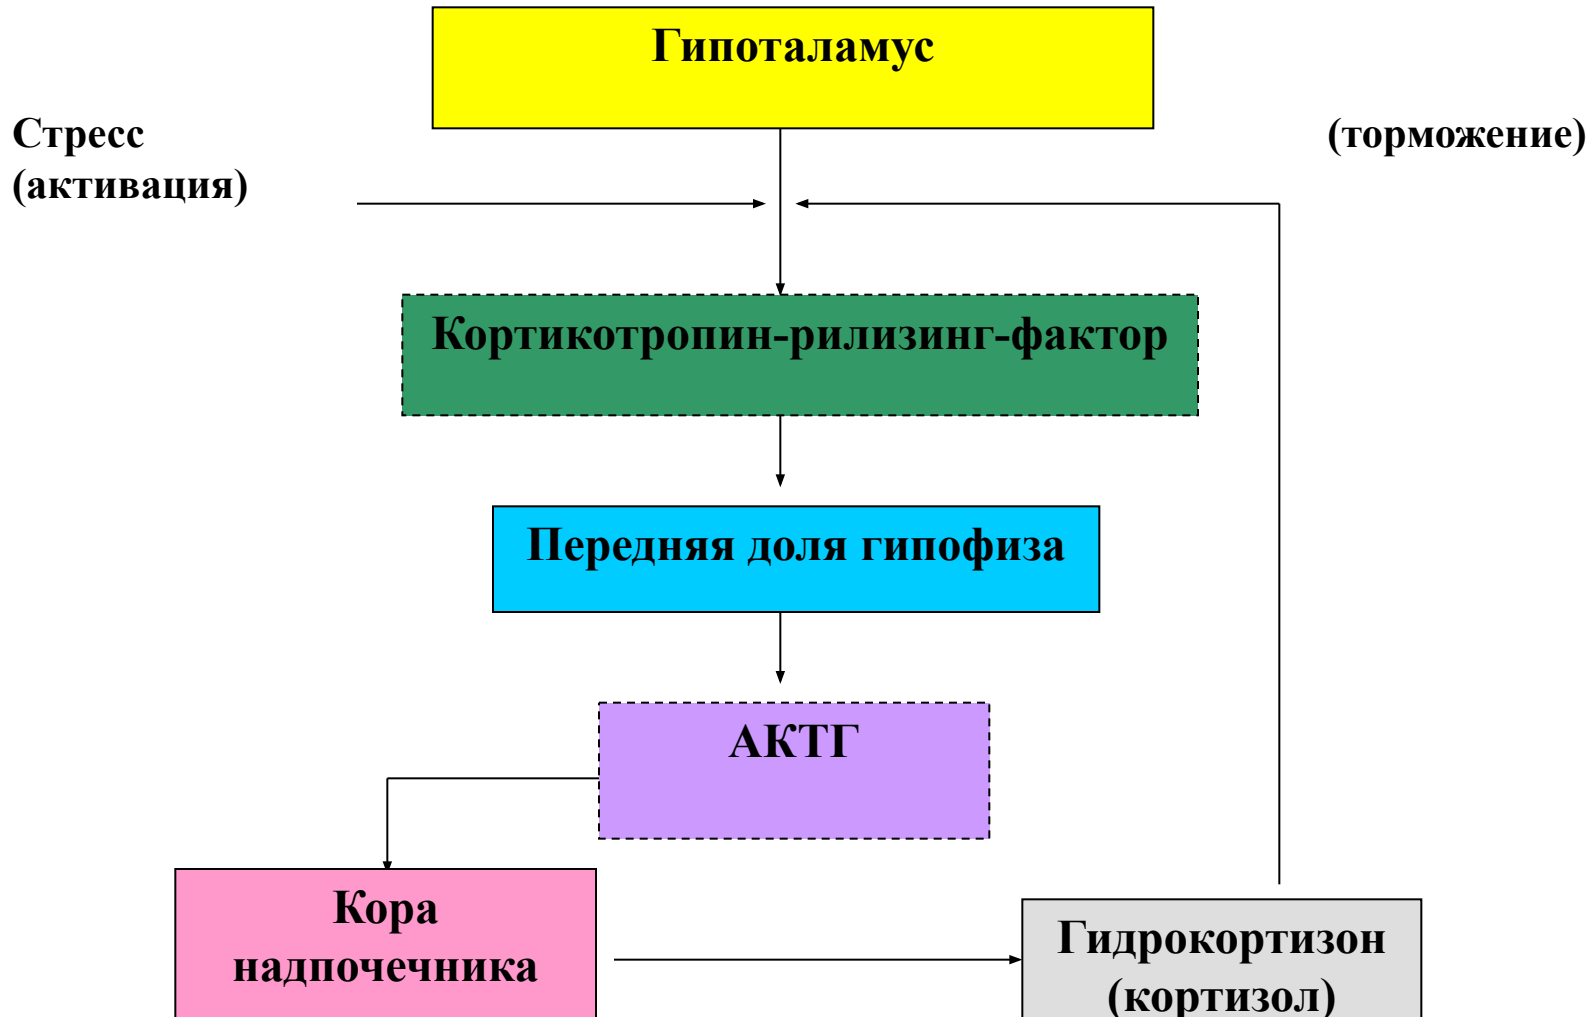 Гипоталамус
Стресс
(активация)
(торможение)
Кортикотропин-рилизинг-фактор
Передняя доля гипофиза
АКТГ
Кора
надпочечника
Гидрокортизон
(кортизол)